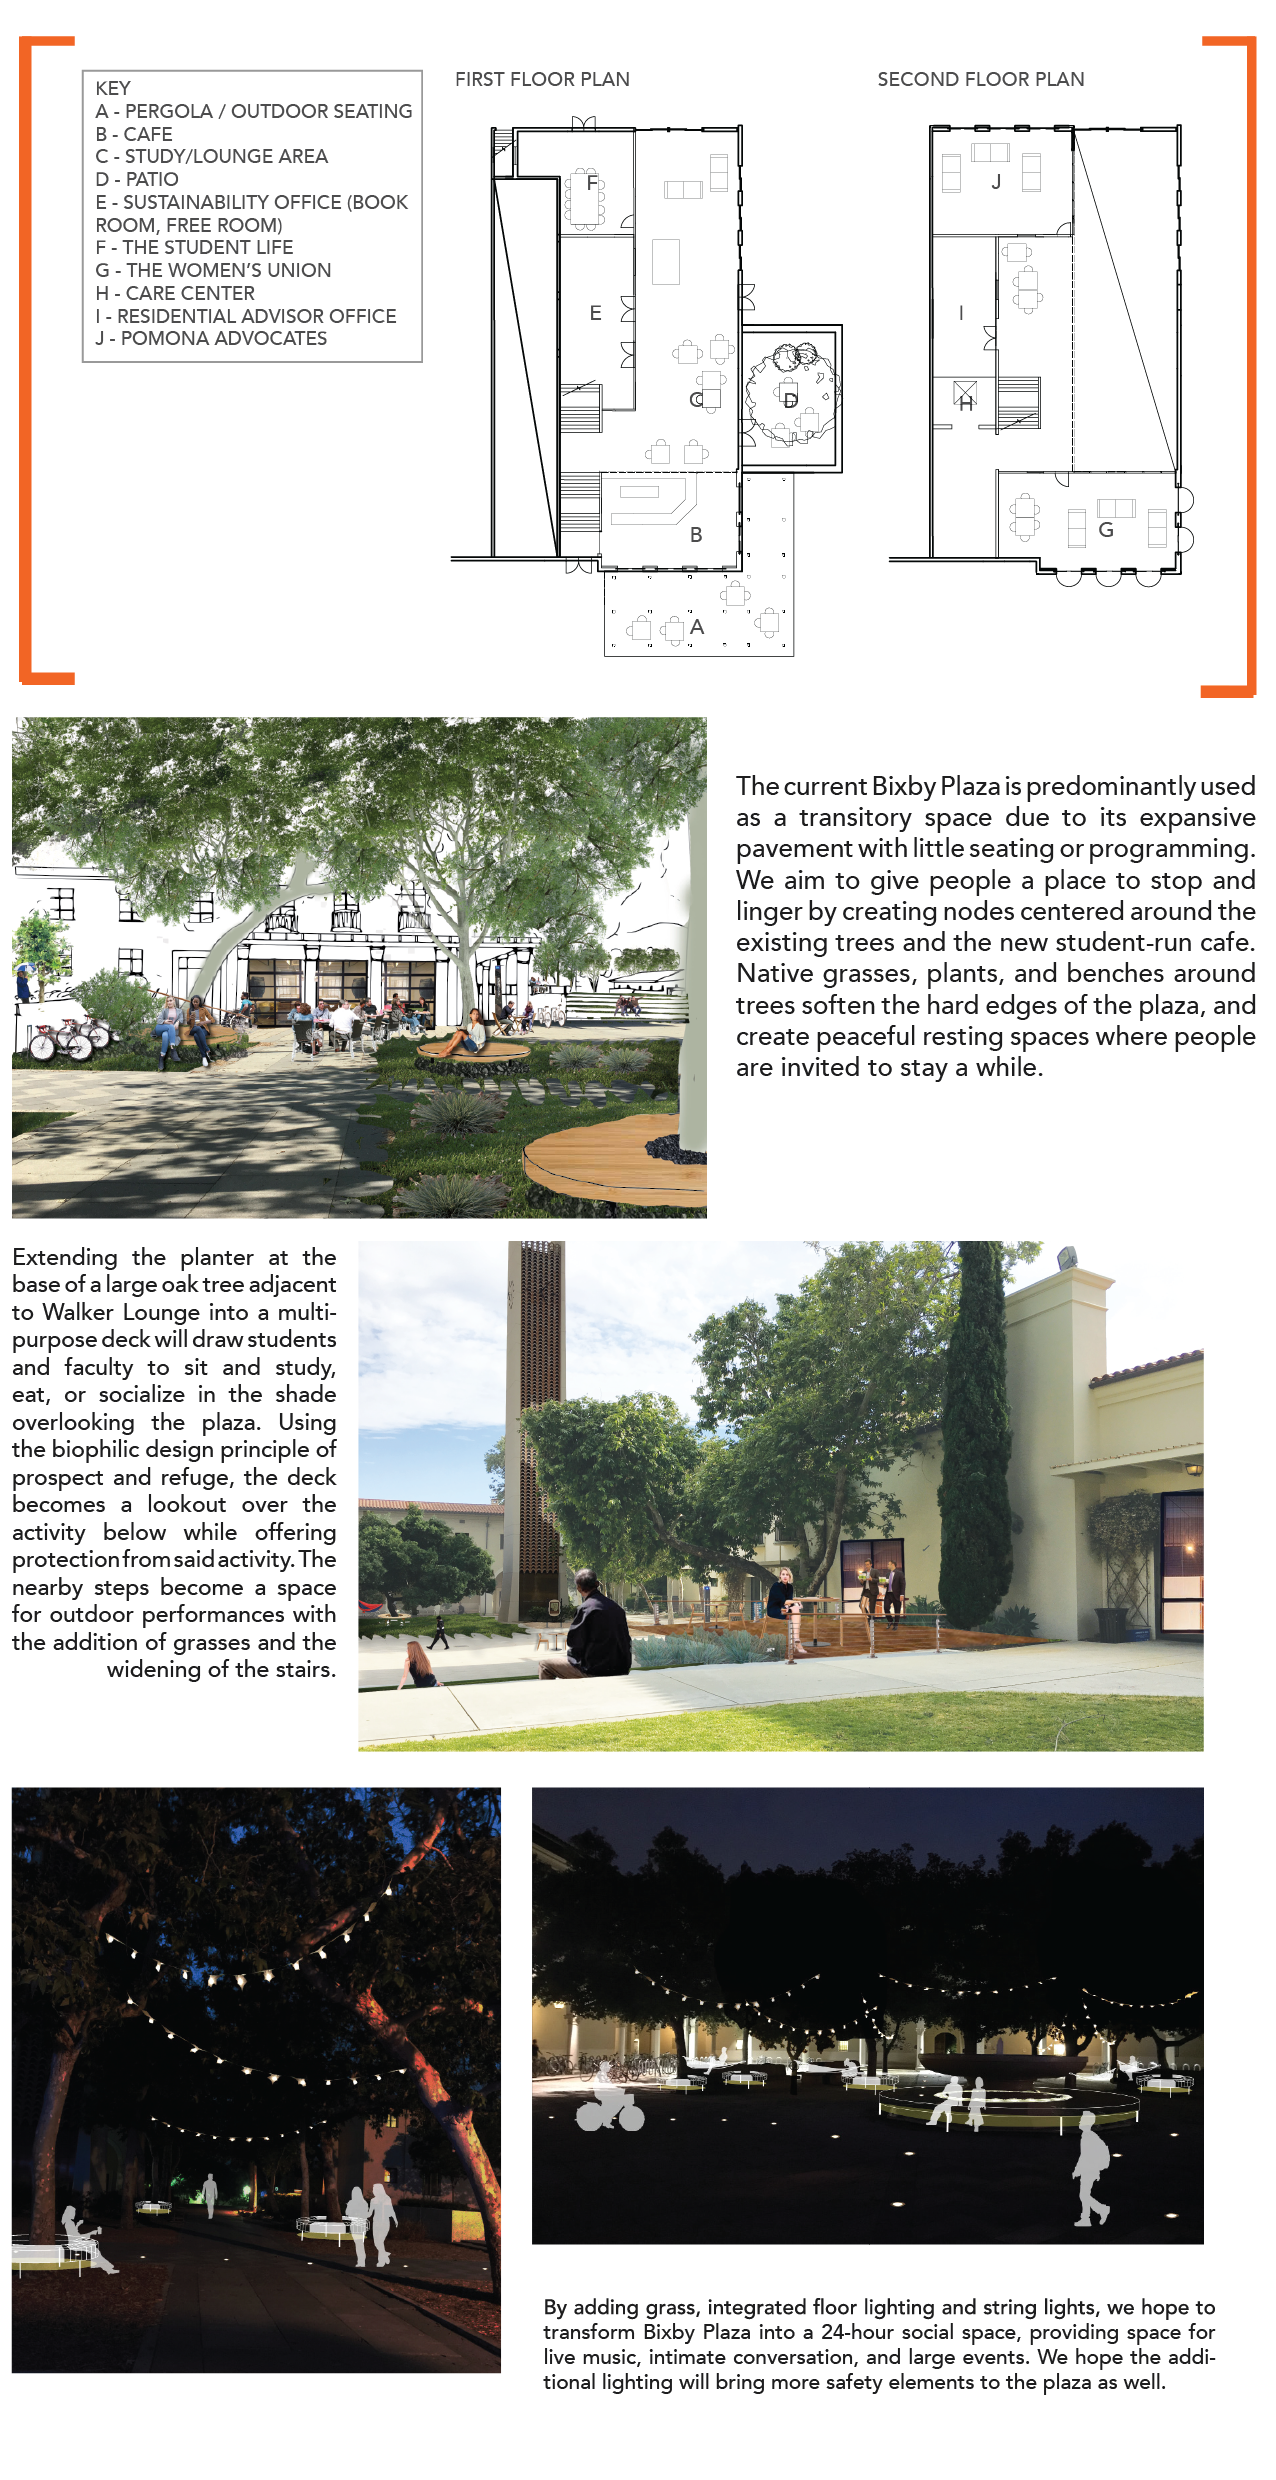 KEY
A - PERGOLA / OUTDOOR SEATING
B - CAFE
C - STUDY/LOUNGE AREA
D - PATIO
E - SUSTAINABILITY OFFICE (BOOK
ROOM, FREE ROOM)
F - THE STUDENT LIFE
G - THE WOMEN'S UNION
H - CARE CENTER
I - RESIDENTIAL ADVISOR OFFICE
J - POMONA ADVOCATES
FIRST FLOOR PLAN
F
E
C
D
B
A
SECOND FLOOR PLAN
J
I
H
G
The current Bixby Plaza is predominantly used
as a transitory space due to its expansive
pavement with little seating or programming.
We aim to give people a place to stop and
linger by creating nodes centered around the
existing trees and the new student-run cafe.
Native grasses, plants, and benches around
trees soften the hard edges of the plaza, and
create peaceful resting spaces where people
are invited to stay a while.
Extending the planter at the
base of a large oak tree adjacent
to Walker Lounge into a multi-
purpose deck will draw students
and faculty to sit and study,
eat, or socialize in the shade
overlooking the plaza. Using
the biophilic design principle of
prospect and refuge, the deck
becomes a lookout over the
activity below while offering
protection from said activity. The
nearby steps become a space
for outdoor performances with
the addition of grasses and the
widening of the stairs.
By adding grass, integrated floor lighting and string lights, we hope to
transform Bixby Plaza into a 24-hour social space, providing space for
live music, intimate conversation, and large events. We hope the addi-
tional lighting will bring more safety elements to the plaza as well.